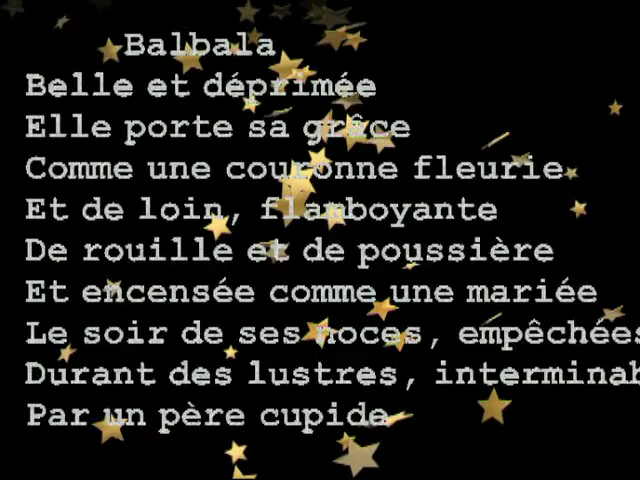 Balbala
Belle et déprimée
Elle porte sa grâce
Comme une couronne fleurie
Et de loin, flamboyante
De rouille et de poussière
Et encensée comme une mariée
Le soir de ses noces, empêchées
Durant des lustres, interminab
Par un père cupide